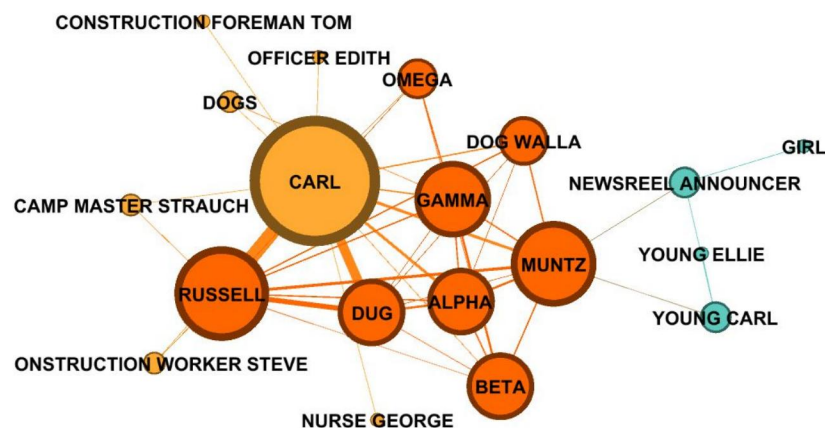 CONSTRUCTION FOREMAN TOM
OFFICER EDITH
OMEGA
DOGS
DOG WALLA
GIRL
CARL
NEWSREEL ANNOUNCER
GAMMA
CAMP MASTER STRAUCH
YOUNG ELLIE
MUNTZ
RUSSELL
ALPHA
DUG
YOUNG CARL
ONSTRUCTION WORKER STEVE
BETA
NURSE GEORGE